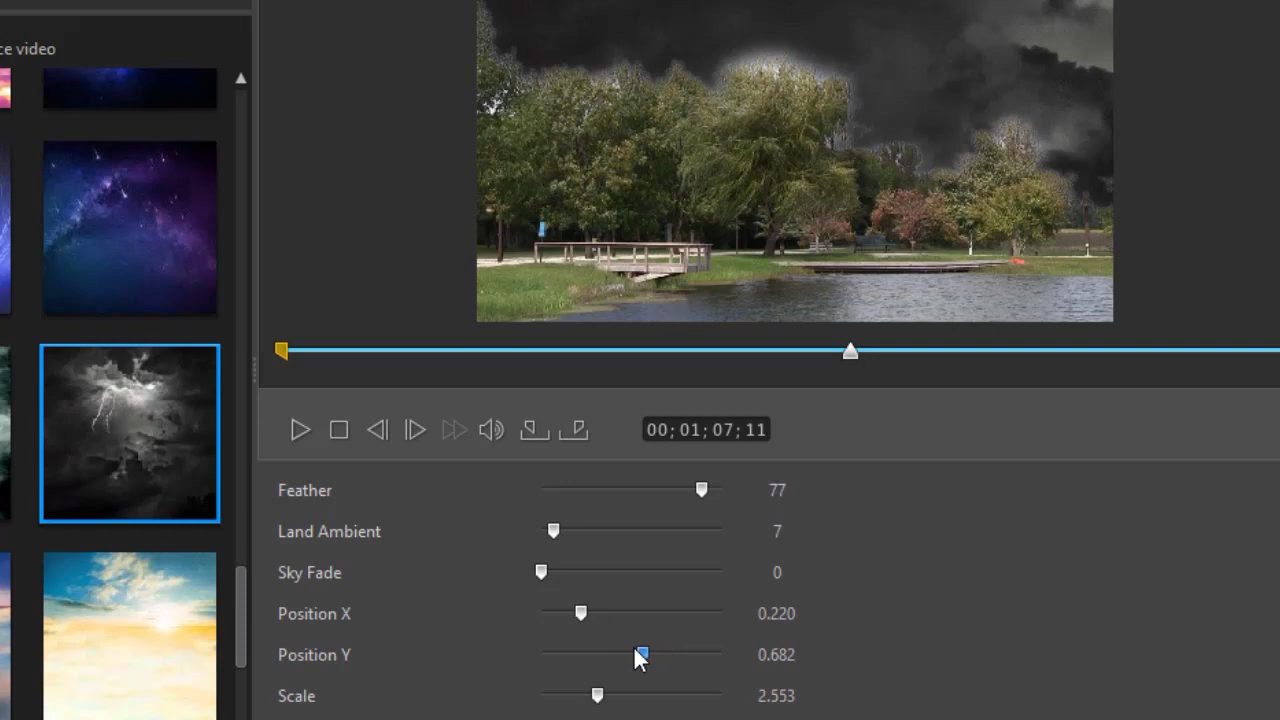 ce video
00; 01; 07; 11
Feather 77
Land Ambient 7
Sky Fade 0
Position X 0.220
Position Y 0.682
Scale 2.553